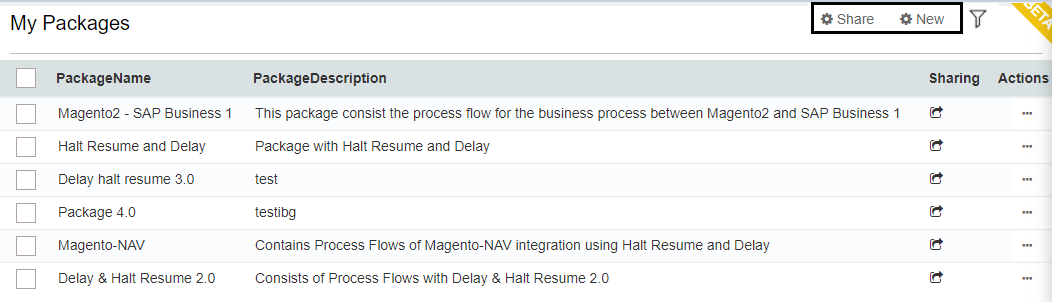 My Packages Share New BETA
PackageName PackageDescription Sharing Actions
Magento2 - SAP Business 1 This package consist the process flow for the business process between Magento2 and SAP Business 1
Halt Resume and Delay Package with Halt Resume and Delay
Delay halt resume 3.0 test
Package 4.0 testibg
Magento-NAV Contains Process Flows of Magento-NAV integration using Halt Resume and Delay
Delay & Halt Resume 2.0 Consists of Process Flows with Delay & Halt Resume 2.0